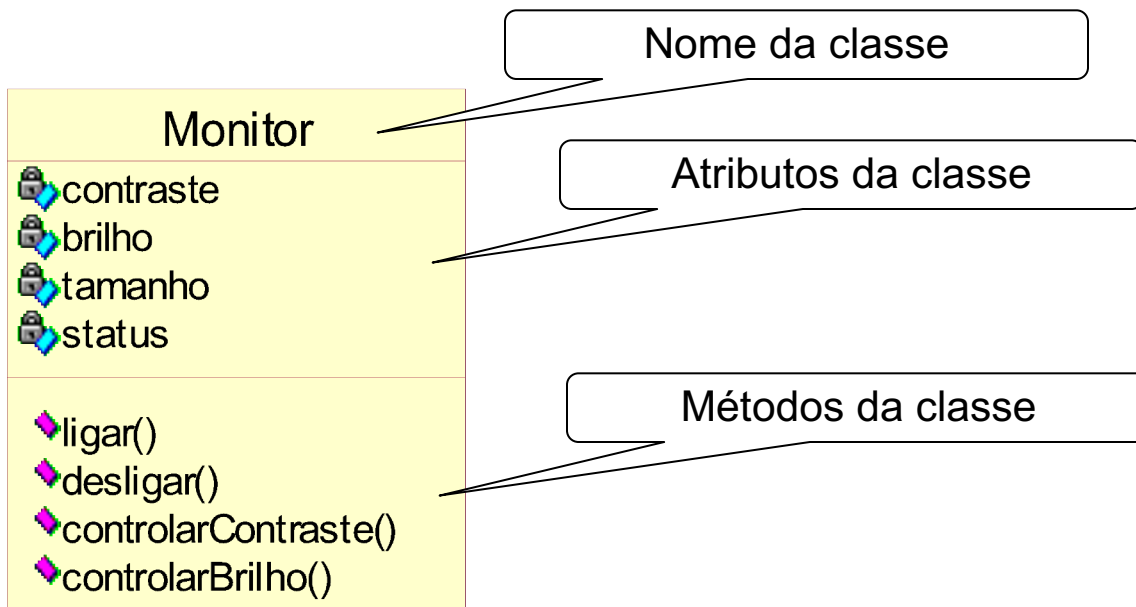 Nome da classe
Monitor
Atributos da classe
contraste
brilho
tamanho
status
Métodos da classe
ligar()
desligar()
controlarContraste()
controlarBrilho()